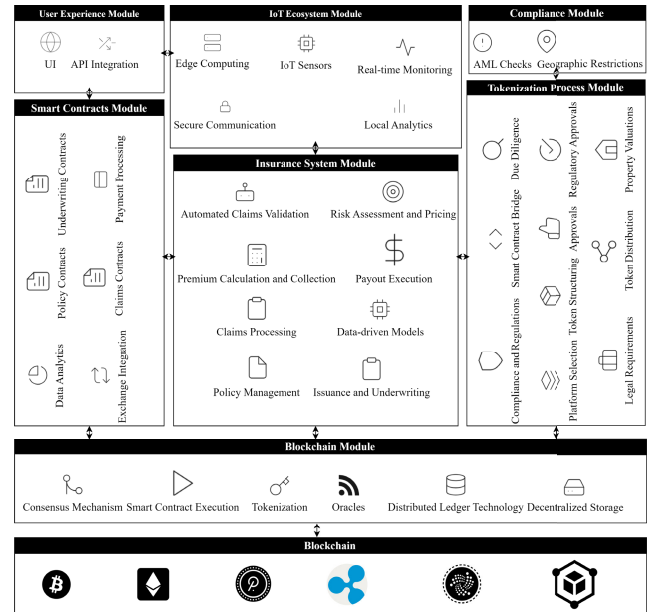 User Experience Module
UI
API Integration
IoT Ecosystem Module
Edge Computing
IoT Sensors
Real-time Monitoring
Secure Communication
Local Analytics
Compliance Module
AML Checks
Geographic Restrictions
Smart Contracts Module
Underwriting Contracts
Payment Processing
Policy Contracts
Claims Contracts
Data Analytics
Exchange Integration
Insurance System Module
Automated Claims Validation
Risk Assessment and Pricing
Premium Calculation and Collection
Payout Execution
Claims Processing
Data-driven Models
Policy Management
Issuance and Underwriting
Tokenization Process Module
Due Diligence
Regulatory Approvals
Property Valuations
Smart Contract Bridge
Approvals
Token Distribution
Compliance and Regulations
Token Structuring
Platform Selection
Legal Requirements
Blockchain Module
Consensus Mechanism
Smart Contract Execution
Tokenization
Oracles
Distributed Ledger Technology
Decentralized Storage
Blockchain